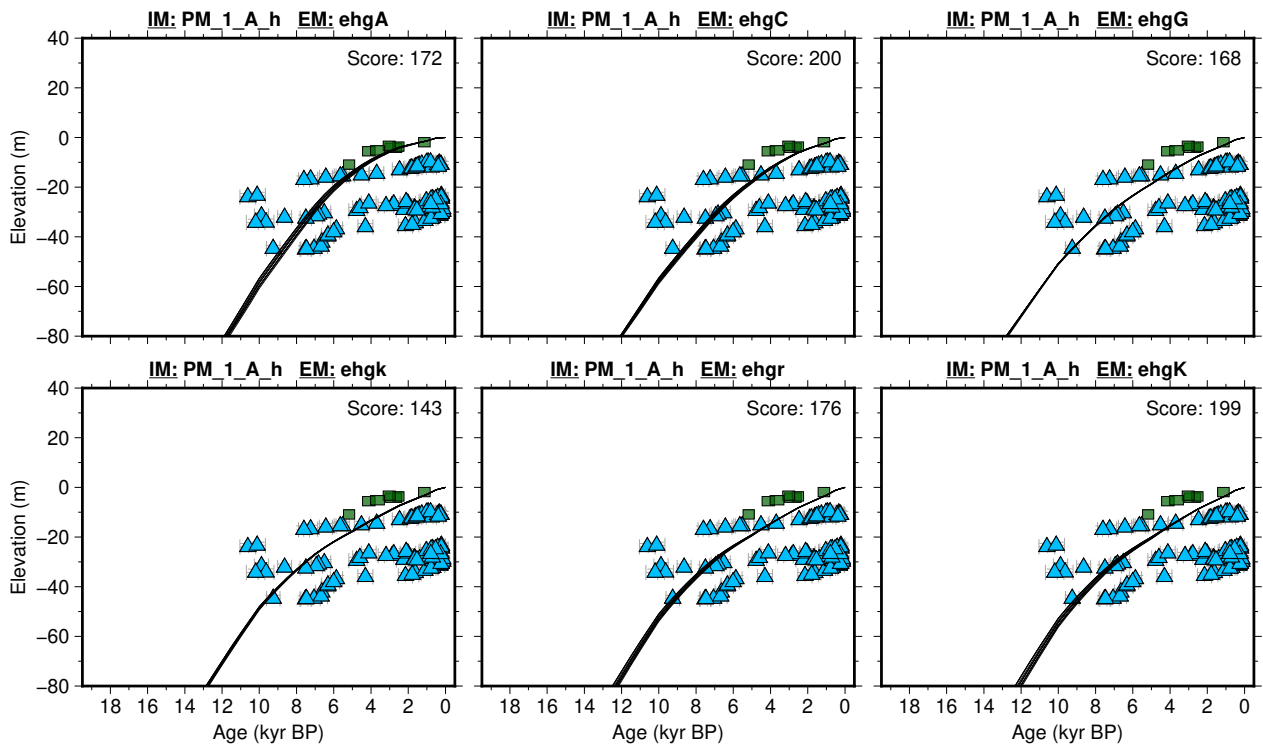 IM: PM_1_A_h EM: ehgA
IM: PM_1_A_h EM: ehgC
IM: PM_1_A_h EM: ehgG
Score: 172
Score: 200
Score: 168
40
20
0
−20
−40
−60
−80
Elevation (m)
IM: PM_1_A_h EM: ehgk
IM: PM_1_A_h EM: ehgr
IM: PM_1_A_h EM: ehgK
Score: 143
Score: 176
Score: 199
40
20
0
−20
−40
−60
−80
Elevation (m)
18 16 14 12 10 8 6 4 2 0
18 16 14 12 10 8 6 4 2 0
18 16 14 12 10 8 6 4 2 0
Age (kyr BP)
Age (kyr BP)
Age (kyr BP)